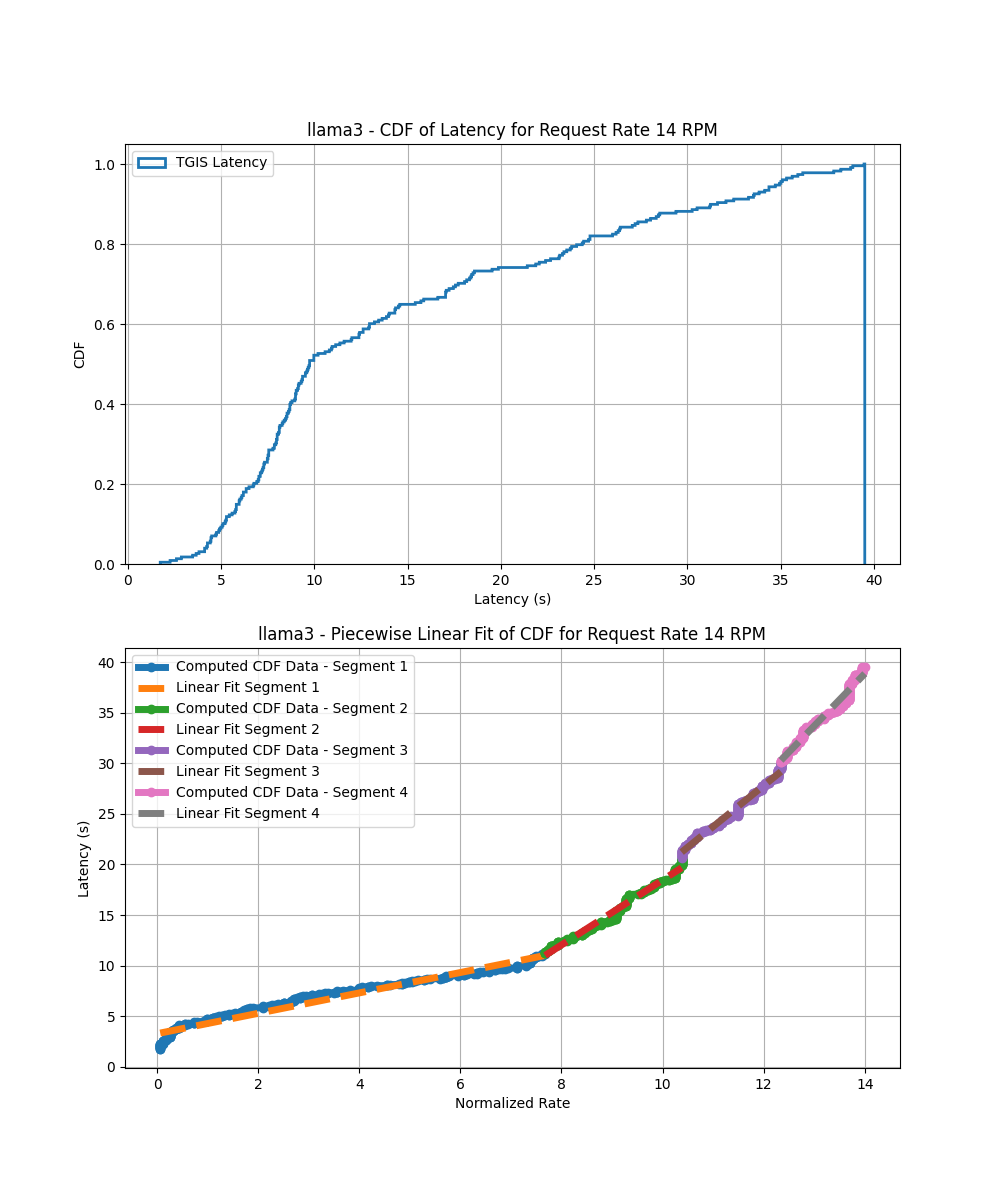 llama3 - CDF of Latency for Request Rate 14 RPM
TGIS Latency
1.0
0.8
0.6
0.4
0.2
0.0
CDF
0 5 10 15 20 25 30 35 40
Latency (s)
llama3 - Piecewise Linear Fit of CDF for Request Rate 14 RPM
Computed CDF Data - Segment 1
Linear Fit Segment 1
Computed CDF Data - Segment 2
Linear Fit Segment 2
Computed CDF Data - Segment 3
Linear Fit Segment 3
Computed CDF Data - Segment 4
Linear Fit Segment 4
40
35
30
25
20
15
10
5
0
Latency (s)
0 2 4 6 8 10 12 14
Normalized Rate